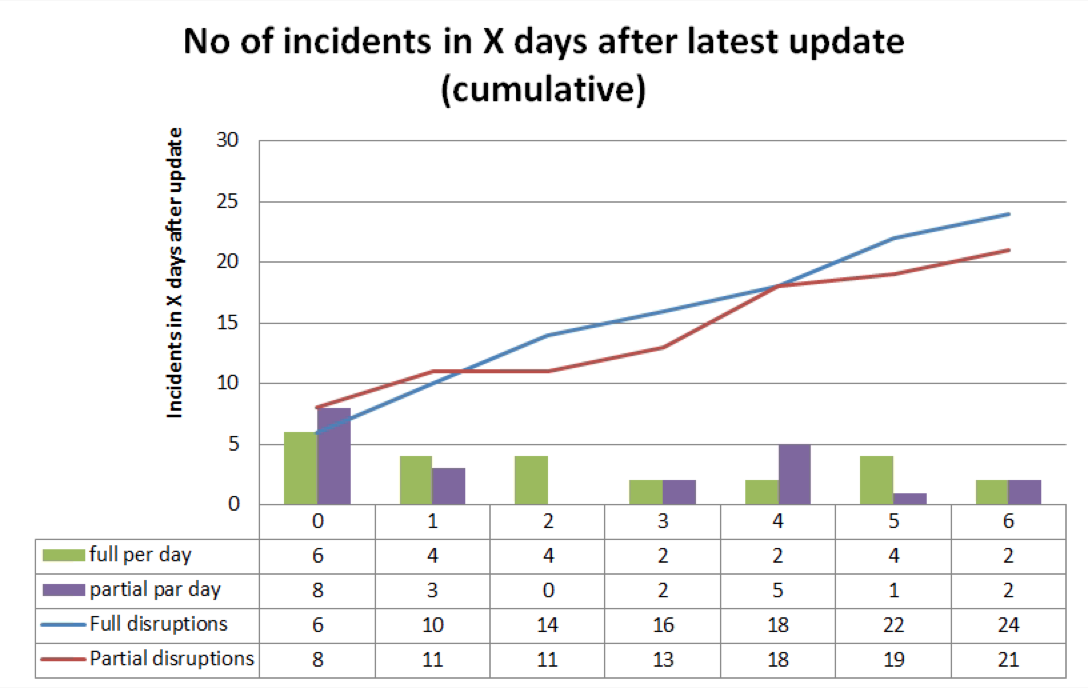 No of incidents in X days after latest update
(cumulative)
Incidents in X days after update
30
25
20
15
10
5
0
0 1 2 3 4 5 6
full per day 6 4 4 2 2 4 2
partial par day 8 3 0 2 5 1 2
Full disruptions 6 10 14 16 18 22 24
Partial disruptions 8 11 11 13 18 19 21